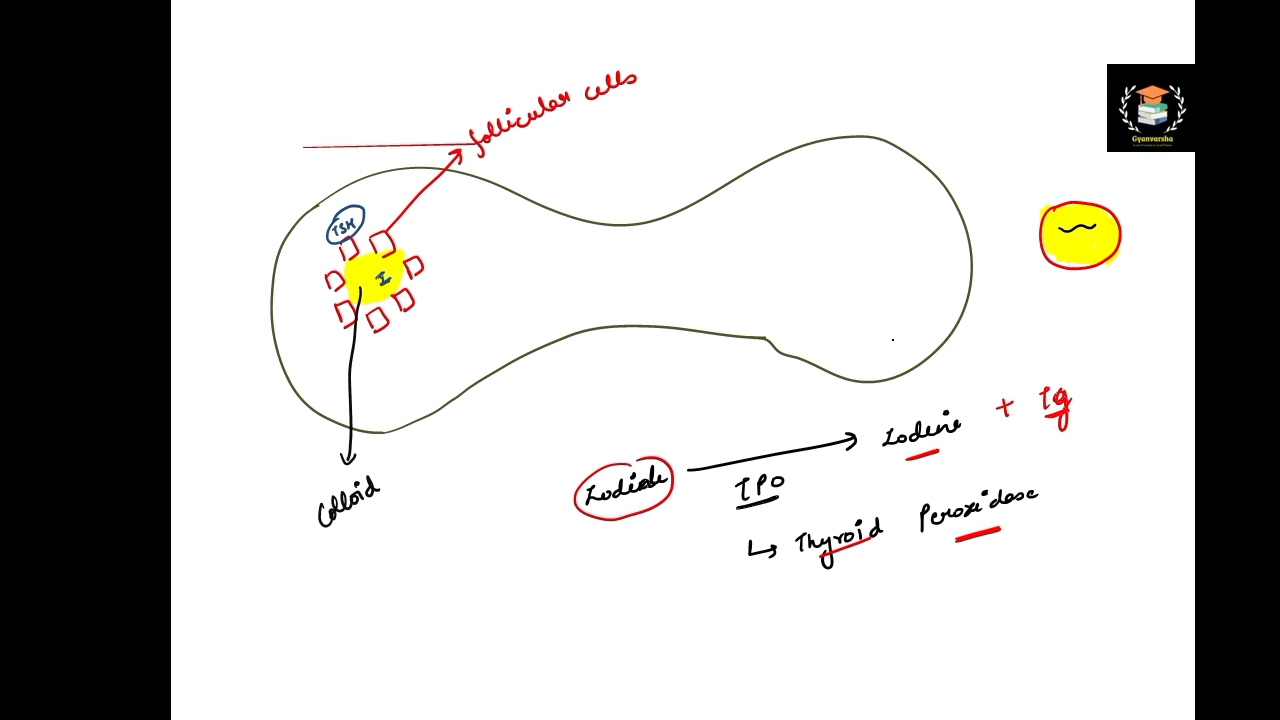 follicular cells
Gyanvarsha
TSH
I
Iodide
TPO
Iodine + Tg
Colloid
Thyroid Peroxidase